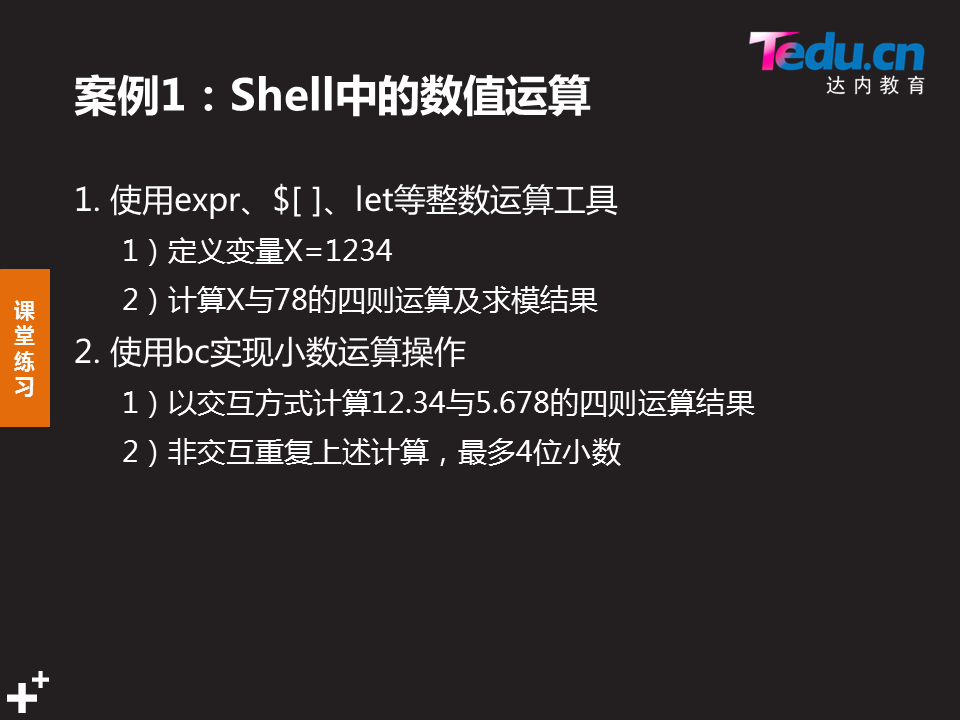 Tedu.cn
达内教育
案例1：Shell中的数值运算
1. 使用expr、$[ ]、let等整数运算工具
1）定义变量X=1234
2）计算X与78的四则运算及求模结果
2. 使用bc实现小数运算操作
1）以交互方式计算12.34与5.678的四则运算结果
2）非交互重复上述计算，最多4位小数
课堂练习